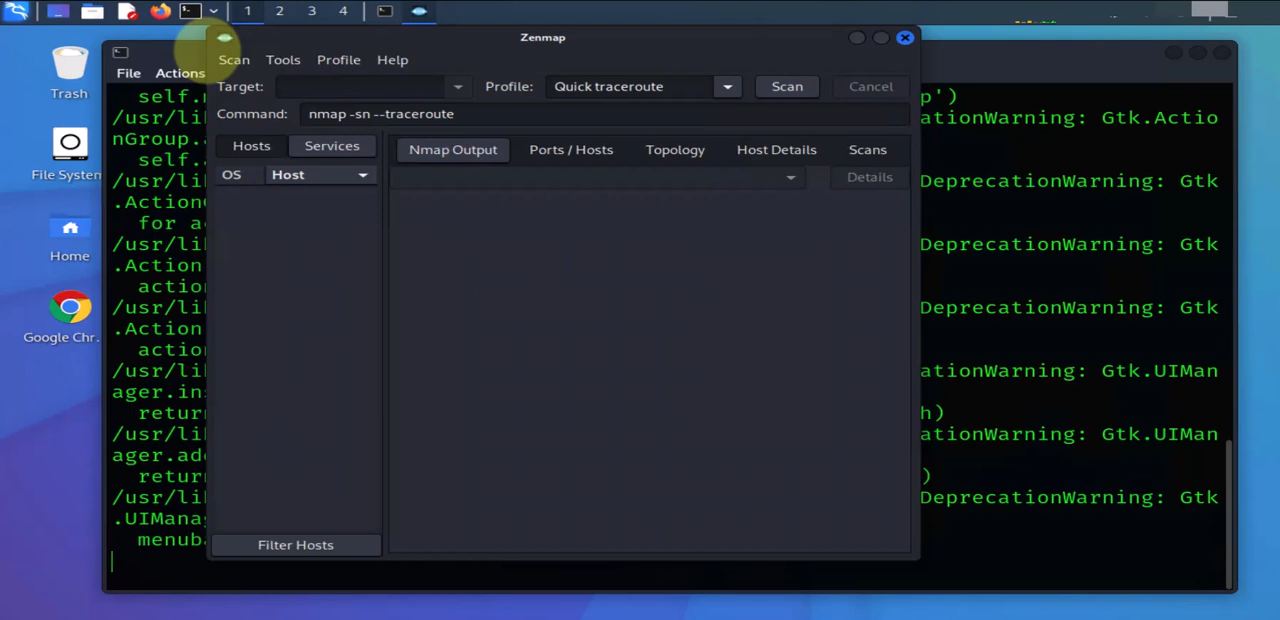 1 2 3 4
Zenmap
Scan Tools Profile Help
Target: Profile: Quick traceroute Scan Cancel
Command: nmap -sn --traceroute
Hosts Services
Nmap Output Ports / Hosts Topology Host Details Scans
OS Host
Details
Filter Hosts
Trash
File System
Home
Google Chr.
File Actions
self. p')
/usr/li ationWarning: Gtk.Actio
nGroup.
self.
/usr/li DeprecationWarning: Gtk
.Action
for a
/usr/li DeprecationWarning: Gtk
.Action
actio
/usr/li DeprecationWarning: Gtk
.Action
actio
/usr/li ationWarning: Gtk.UIMan
ager.in
retur h)
/usr/li ationWarning: Gtk.UIMan
ager.ad
retur )
/usr/li DeprecationWarning: Gtk
.UIMana
menub